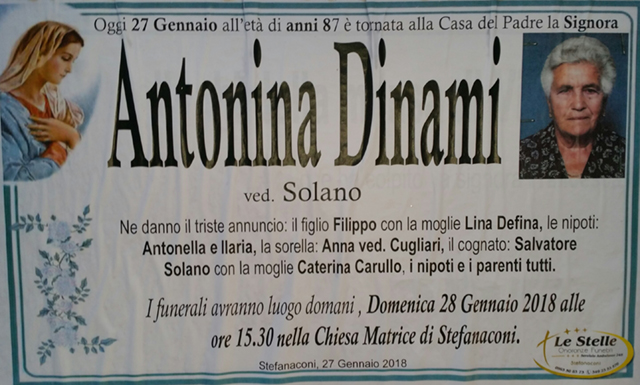 Oggi 27 Gennaio all'età di anni 87 è tornata alla Casa del Padre la Signora
Antonina Dinami
ved. Solano
Ne danno il triste annuncio: il figlio Filippo con la moglie Lina Defina, le nipoti:
Antonella e Ilaria, la sorella: Anna ved. Cugliari, il cognato: Salvatore
Solano con la moglie Caterina Carullo, i nipoti e i parenti tutti.
I funerali avranno luogo domani , Domenica 28 Gennaio 2018 alle
ore 15.30 nella Chiesa Matrice di Stefanaconi.
Stefanaconi, 27 Gennaio 2018
Le Stelle
Onoranze Funebri